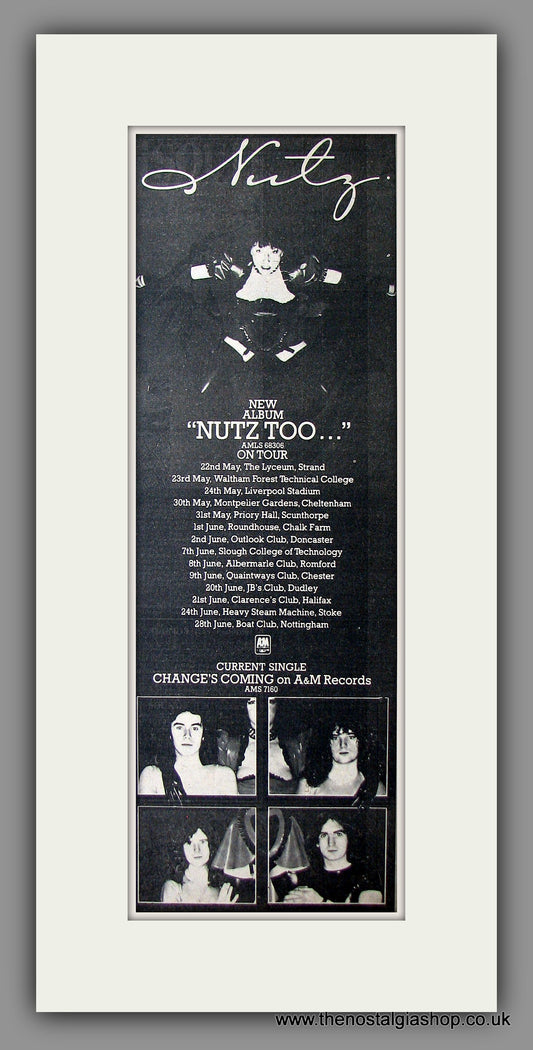 Nutz
NEW
ALBUM
“NUTZ TOO...”
AMLS 68306
ON TOUR
22nd May, The Lyceum, Strand
23rd May, Waltham Forest Technical College
24th May, Liverpool Stadium
30th May, Montpelier Gardens, Cheltenham
31st May, Priory Hall, Scunthorpe
1st June, Roundhouse, Chalk Farm
2nd June, Outlook Club, Doncaster
7th June, Slough College of Technology
8th June, Albermarle Club, Romford
9th June, Quaintways Club, Chester
20th June, JB's Club, Dudley
21st June, Clarence's Club, Halifax
24th June, Heavy Steam Machine, Stoke
28th June, Boat Club, Nottingham
A&M
CURRENT SINGLE
CHANGE'S COMING on A&M Records
AMS 7160
www.thenostalgiashop.co.uk